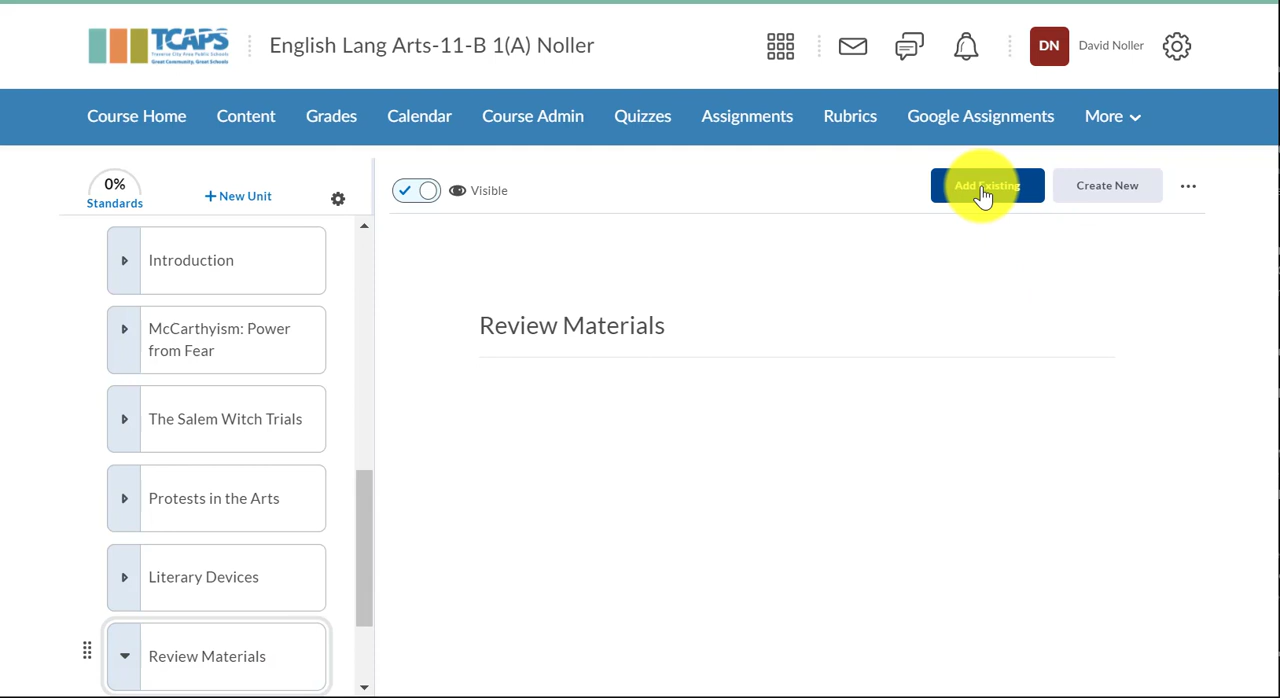 TCAPS
Traverse City Area Public Schools
Great Community, Great Schools
English Lang Arts-11-B 1(A) Noller
DN
David Noller
Course Home
Content
Grades
Calendar
Course Admin
Quizzes
Assignments
Rubrics
Google Assignments
More
0%
Standards
+ New Unit
Visible
Add Existing
Create New
Introduction
McCarthyism: Power
from Fear
The Salem Witch Trials
Protests in the Arts
Literary Devices
Review Materials
Review Materials